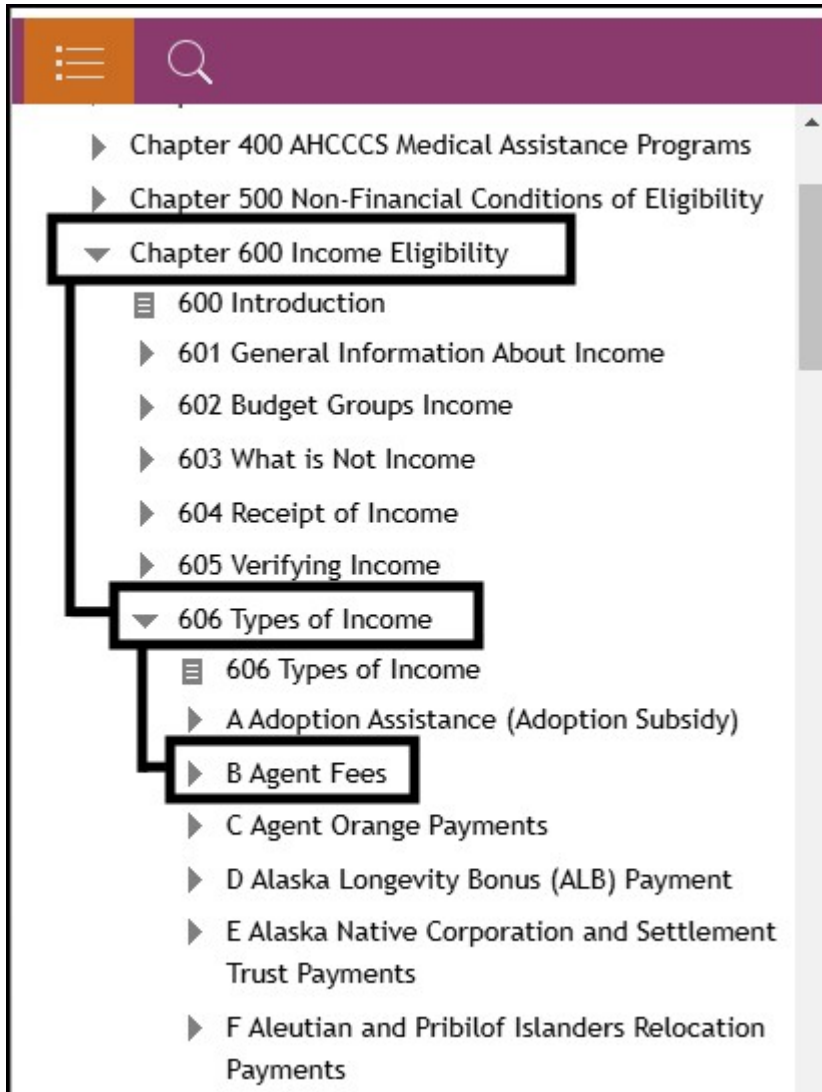 Chapter 400 AHCCCS Medical Assistance Programs
Chapter 500 Non-Financial Conditions of Eligibility
Chapter 600 Income Eligibility
600 Introduction
601 General Information About Income
602 Budget Groups Income
603 What is Not Income
604 Receipt of Income
605 Verifying Income
606 Types of Income
606 Types of Income
A Adoption Assistance (Adoption Subsidy)
B Agent Fees
C Agent Orange Payments
D Alaska Longevity Bonus (ALB) Payment
E Alaska Native Corporation and Settlement
Trust Payments
F Aleutian and Pribilof Islanders Relocation
Payments